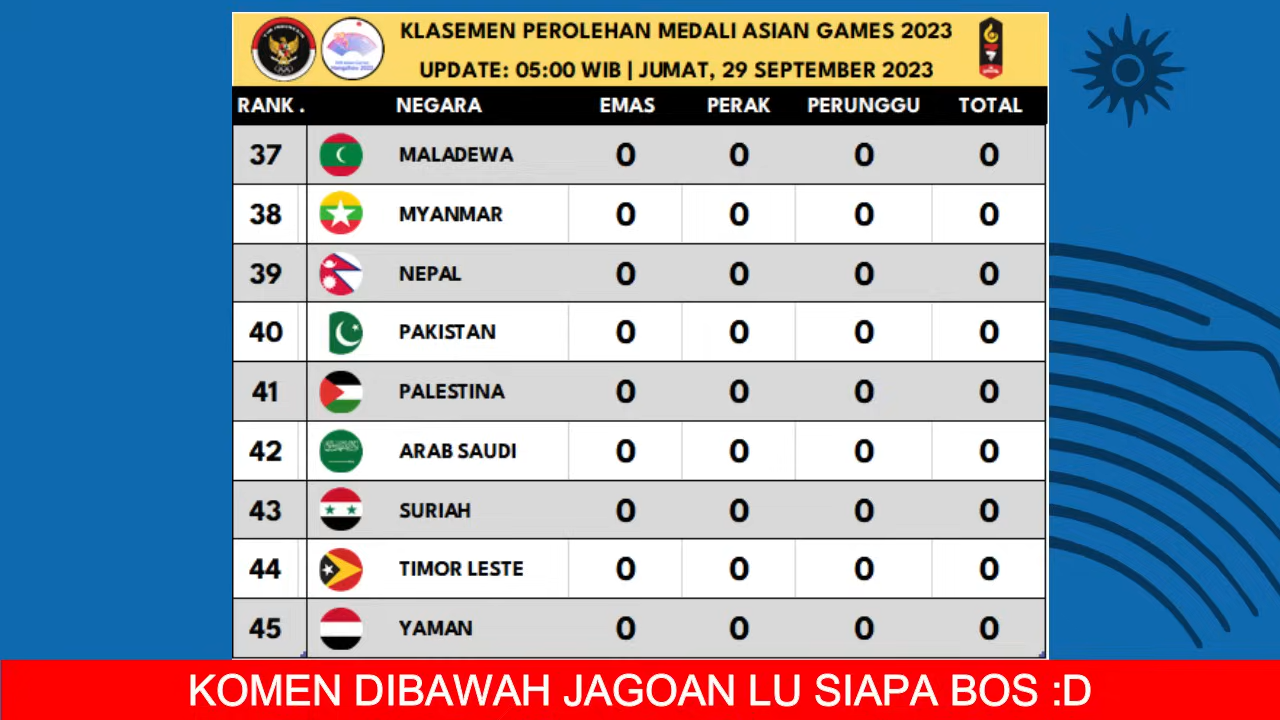 KLASEMEN PEROLEHAN MEDALI ASIAN GAMES 2023
UPDATE: 05:00 WIB | JUMAT, 29 SEPTEMBER 2023
RANK . NEGARA EMAS PERAK PERUNGGU TOTAL
37 MALADEWA 0 0 0 0
38 MYANMAR 0 0 0 0
39 NEPAL 0 0 0 0
40 PAKISTAN 0 0 0 0
41 PALESTINA 0 0 0 0
42 ARAB SAUDI 0 0 0 0
43 SURIAH 0 0 0 0
44 TIMOR LESTE 0 0 0 0
45 YAMAN 0 0 0 0
KOMEN DIBAWAH JAGOAN LU SIAPA BOS :D